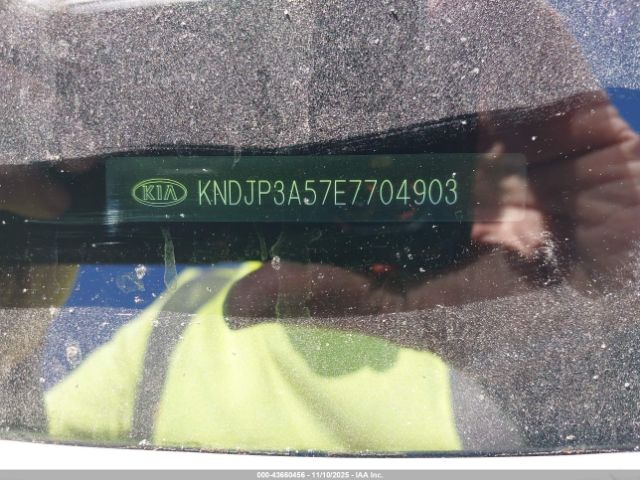 KIA KNDJP3A57E7704903
000-43660456 - 11/10/2025 - IAA Inc.